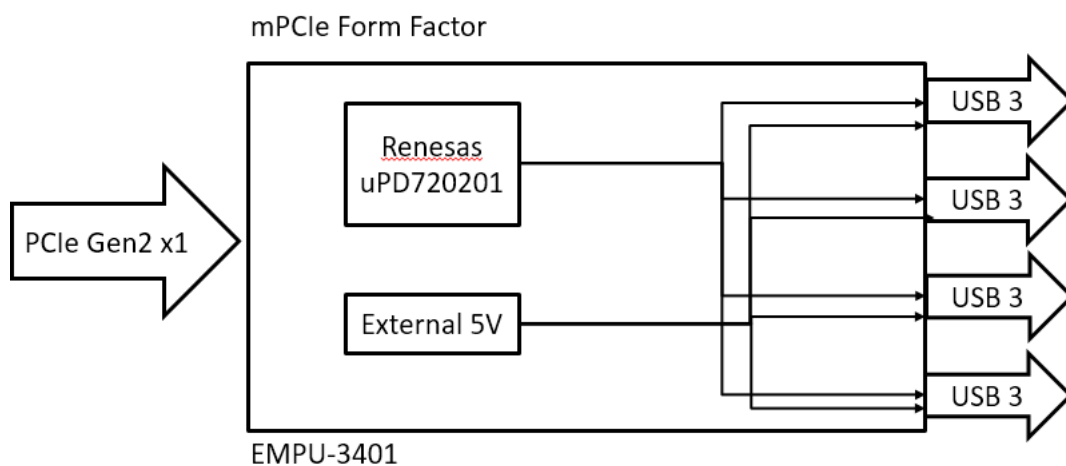 mPCIe Form Factor
Renesas
uPD720201
PCIe Gen2 x1
External 5V
USB 3
USB 3
USB 3
USB 3
EMPU-3401